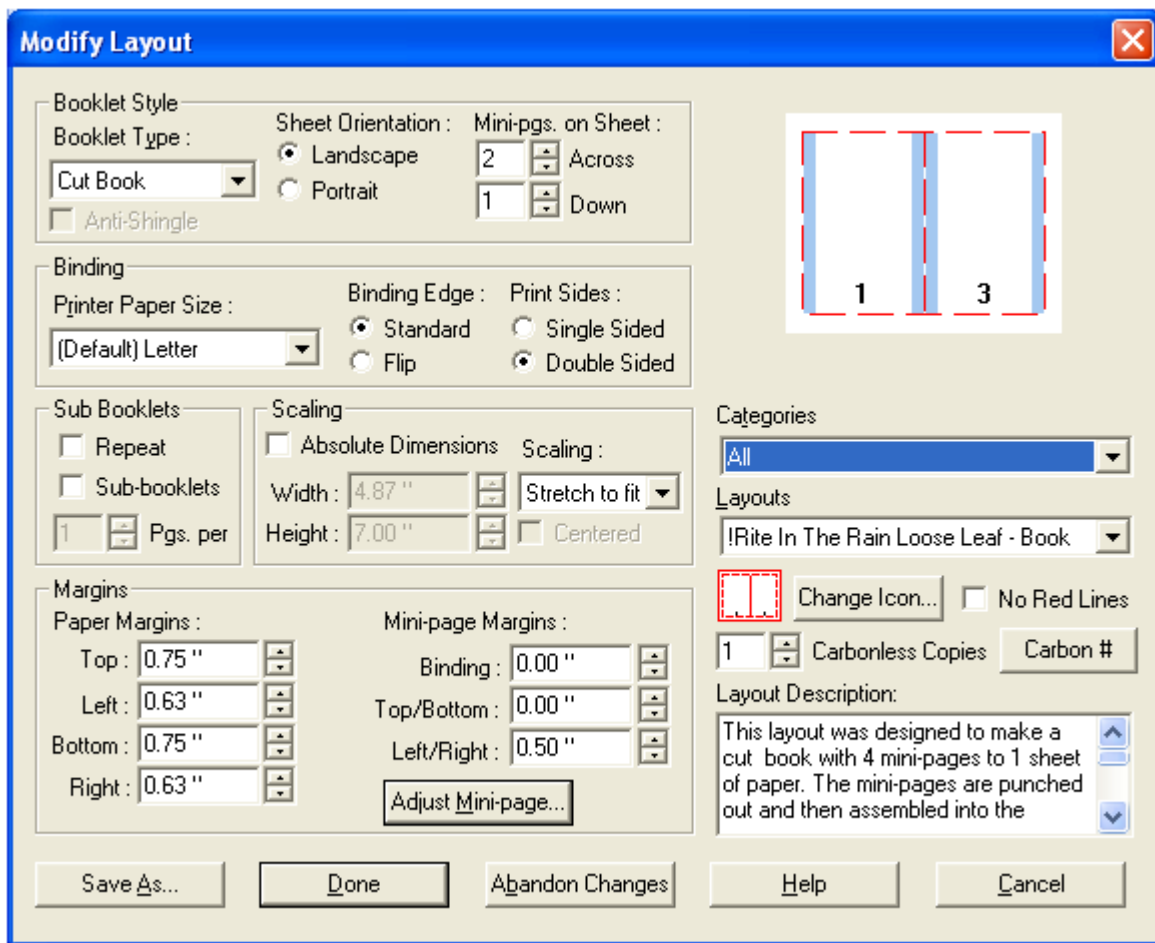 Modify Layout
Booklet Style
Booklet Type :
Cut Book
Anti-Shingle
Sheet Orientation :
Landscape
Portrait
Mini-pgs. on Sheet :
2 Across
1 Down
1 3
Binding
Printer Paper Size :
(Default) Letter
Binding Edge :
Standard
Flip
Print Sides :
Single Sided
Double Sided
Sub Booklets
Repeat
Sub-booklets
1 Pgs. per
Scaling
Absolute Dimensions
Width : 4.87 "
Height : 7.00 "
Scaling :
Stretch to fit
Centered
Categories
All
Layouts
!Rite In The Rain Loose Leaf - Book
Change Icon...
No Red Lines
1 Carbonless Copies
Carbon #
Layout Description:
This layout was designed to make a
cut book with 4 mini-pages to 1 sheet
of paper. The mini-pages are punched
out and then assembled into the
Margins
Paper Margins :
Top : 0.75 "
Left : 0.63 "
Bottom : 0.75 "
Right : 0.63 "
Mini-page Margins :
Binding : 0.00 "
Top/Bottom : 0.00 "
Left/Right : 0.50 "
Adjust Mini-page...
Save As...
Done
Abandon Changes
Help
Cancel